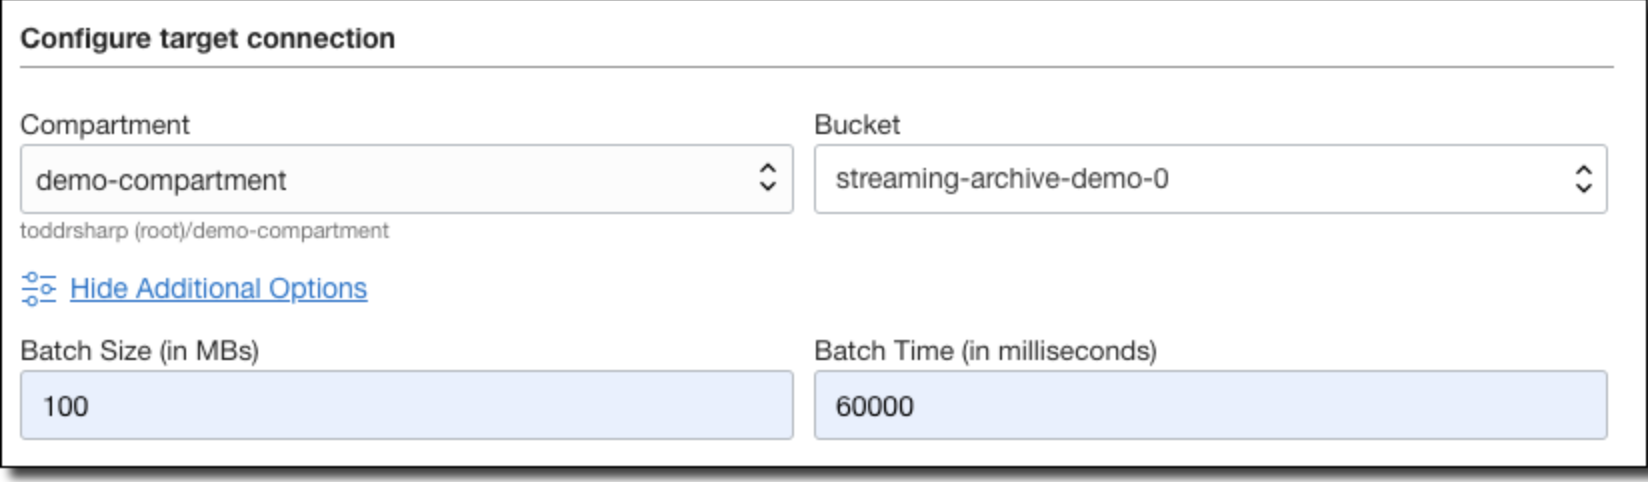 Configure target connection
Compartment
Bucket
demo-compartment
streaming-archive-demo-0
toddrsharp (root)/demo-compartment
Hide Additional Options
Batch Size (in MBs)
Batch Time (in milliseconds)
100
60000